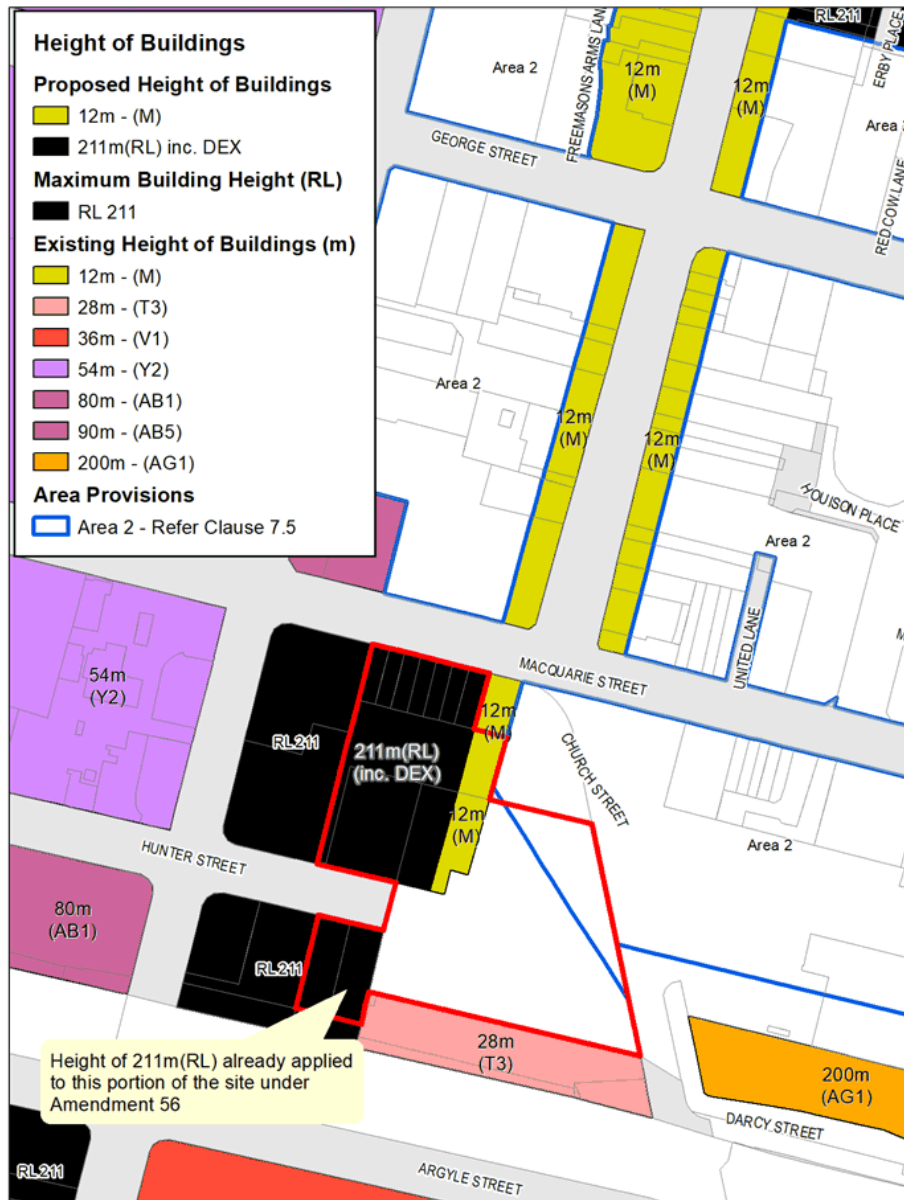 Height of Buildings
Proposed Height of Buildings
12m - (M)
211m(RL) inc. DEX
Maximum Building Height (RL)
RL 211
Existing Height of Buildings (m)
12m - (M)
28m - (T3)
36m - (V1)
54m - (Y2)
80m - (AB1)
90m - (AB5)
200m - (AG1)
Area Provisions
Area 2 - Refer Clause 7.5
RL 211
Area 2
FREEMASONS ARMS LAN
12m
(M)
12m
(M)
ERBY PLACE
Area
GEORGE STREET
RED COW LANE
Area 2
12m
(M)
12m
(M)
HOUISON PLACE
Area 2
UNITED LANE
MACQUARIE STREET
54m
(Y2)
RL211
12m
(M)
211m(RL)
(inc. DEX)
CHURCH STREET
12m
(M)
Area 2
HUNTER STREET
80m
(AB1)
RL211
28m
(T3)
200m
(AG1)
Height of 211m(RL) already applied
to this portion of the site under
Amendment 56
DARCY STREET
RL211
ARGYLE STREET